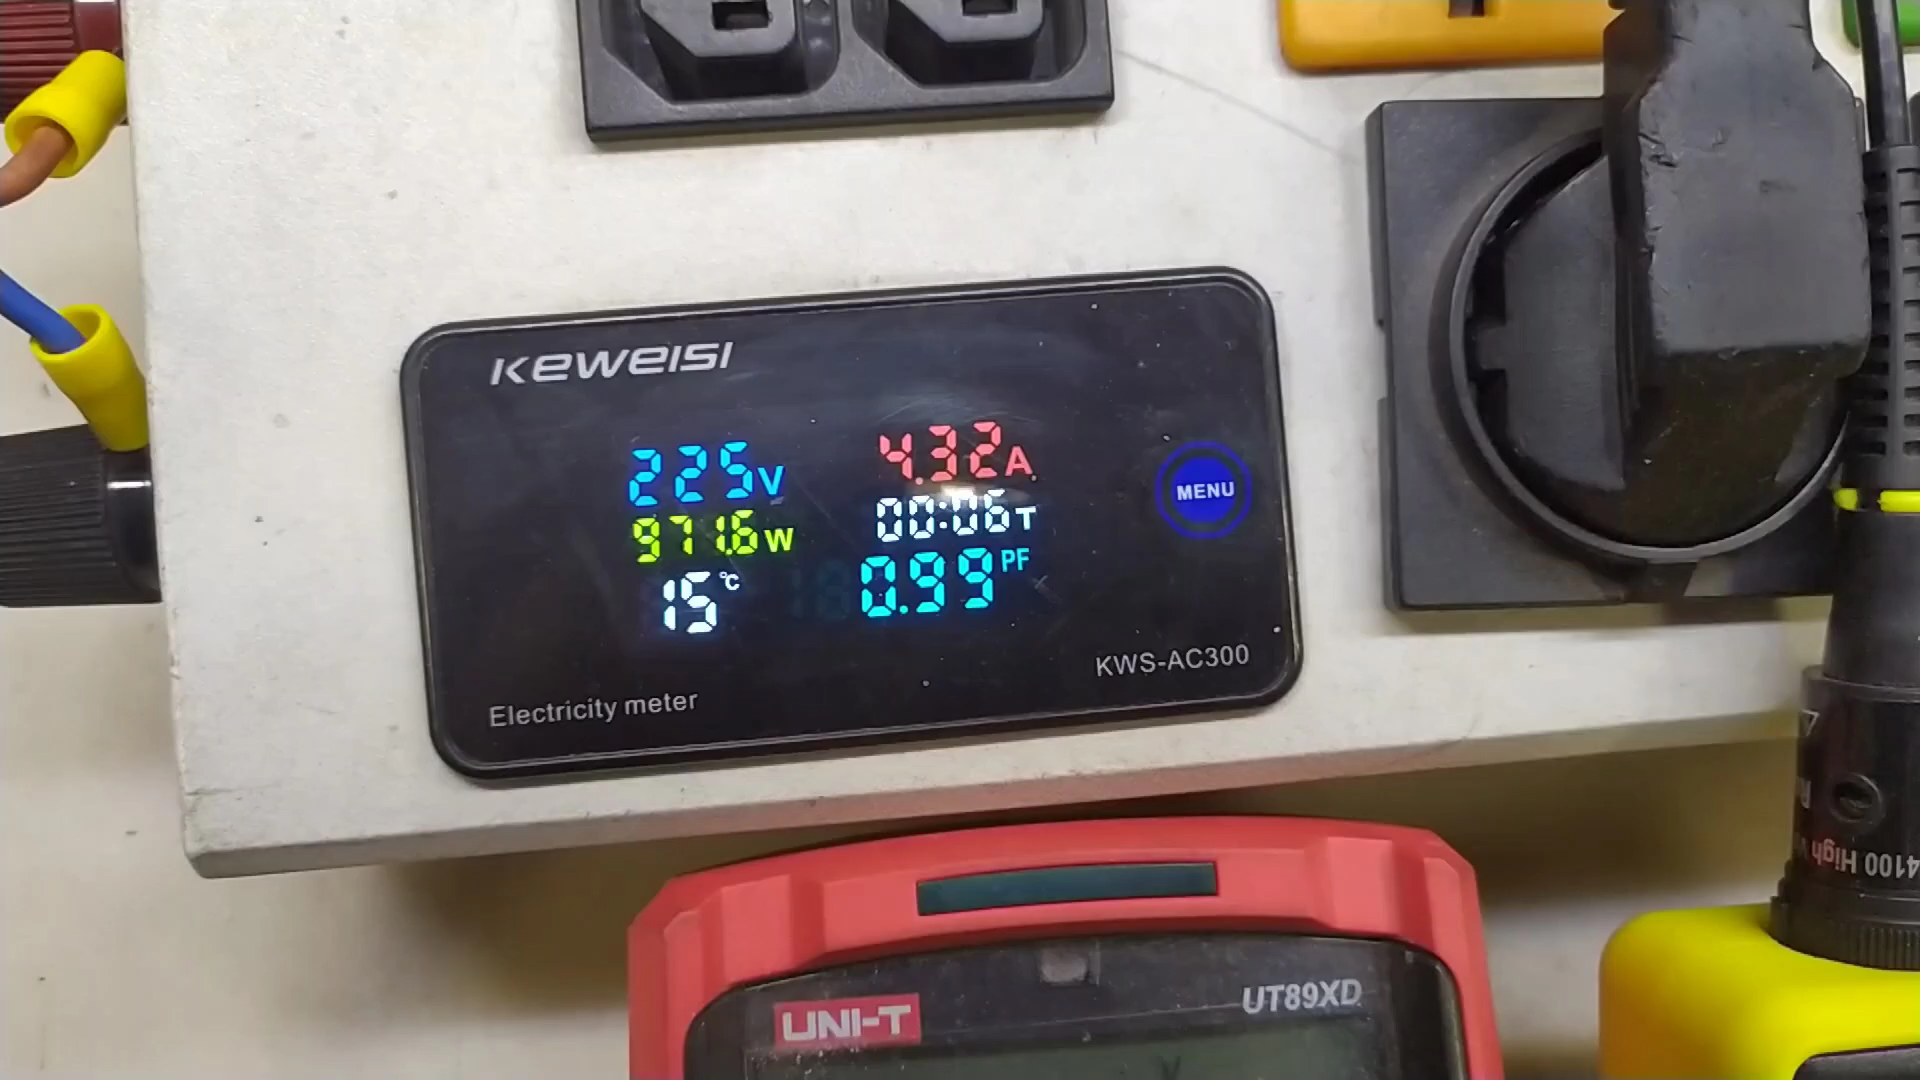 KEWEISI
225V 4.32A
971.6W 00:06T
15°C 0.99PF
MENU
KWS-AC300
Electricity meter
4100 High
UNI-T
UT89XD